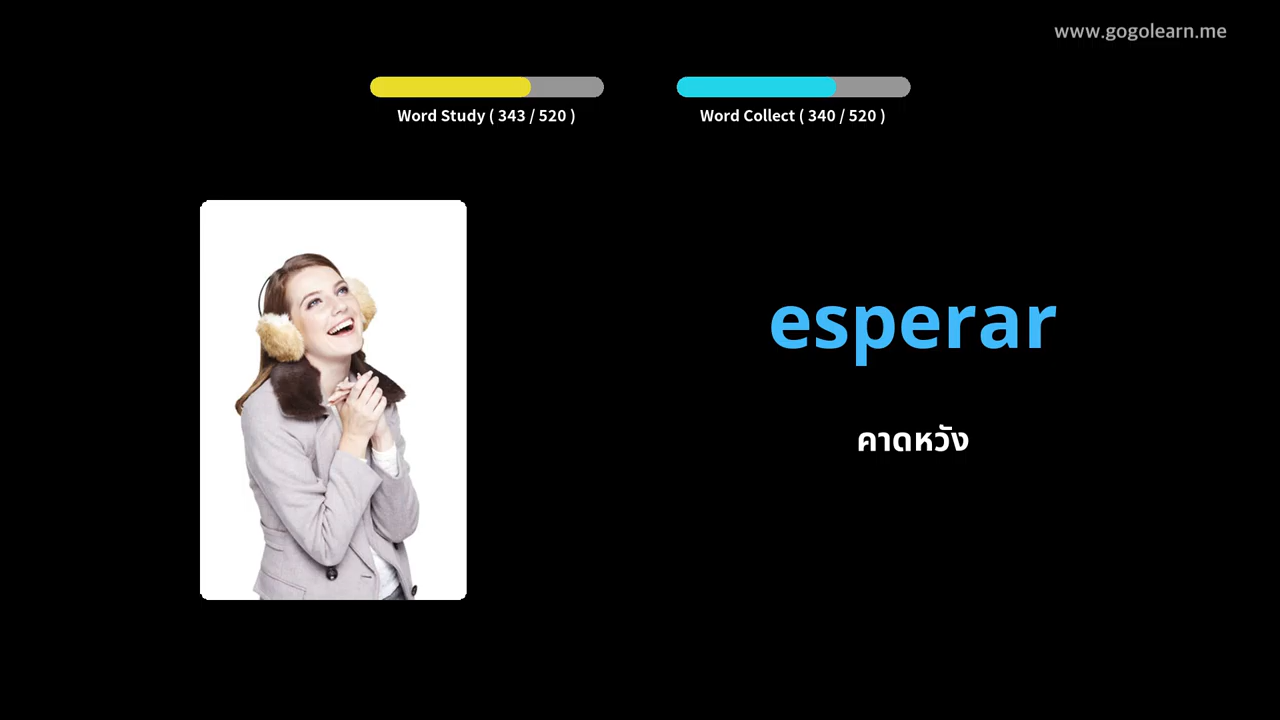 www.gogolearn.me
Word Study ( 343 / 520 )
Word Collect ( 340 / 520 )
esperar
คาดหวัง